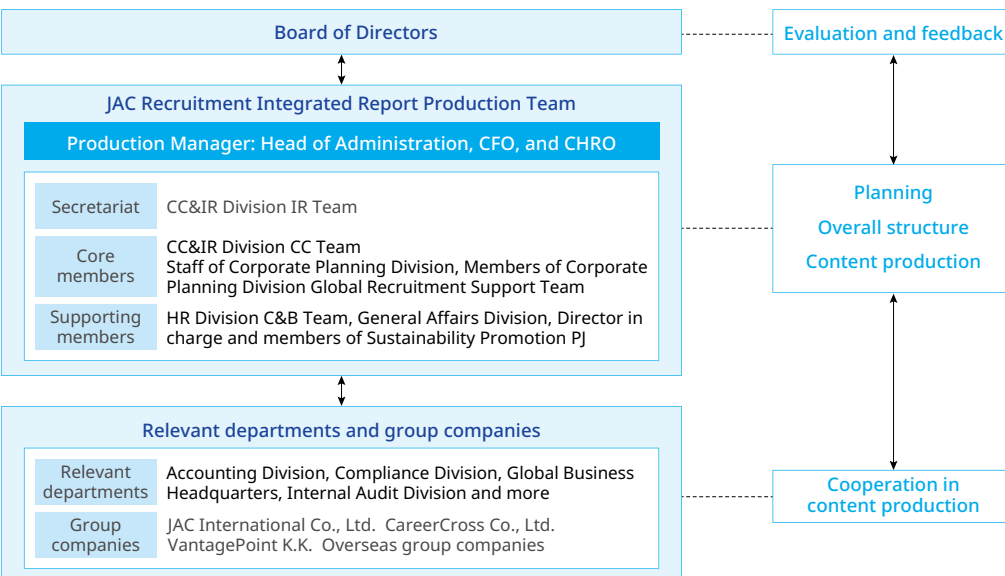 Board of Directors
Evaluation and feedback
JAC Recruitment Integrated Report Production Team
Production Manager: Head of Administration, CFO, and CHRO
Secretariat
CC&IR Division IR Team
Core
members
CC&IR Division CC Team
Staff of Corporate Planning Division, Members of Corporate
Planning Division Global Recruitment Support Team
Supporting
members
HR Division C&B Team, General Affairs Division, Director in
charge and members of Sustainability Promotion PJ
Planning
Overall structure
Content production
Relevant departments and group companies
Relevant
departments
Accounting Division, Compliance Division, Global Business
Headquarters, Internal Audit Division and more
Group
companies
JAC International Co., Ltd.  CareerCross Co., Ltd.
VantagePoint K.K.  Overseas group companies
Cooperation in
content production